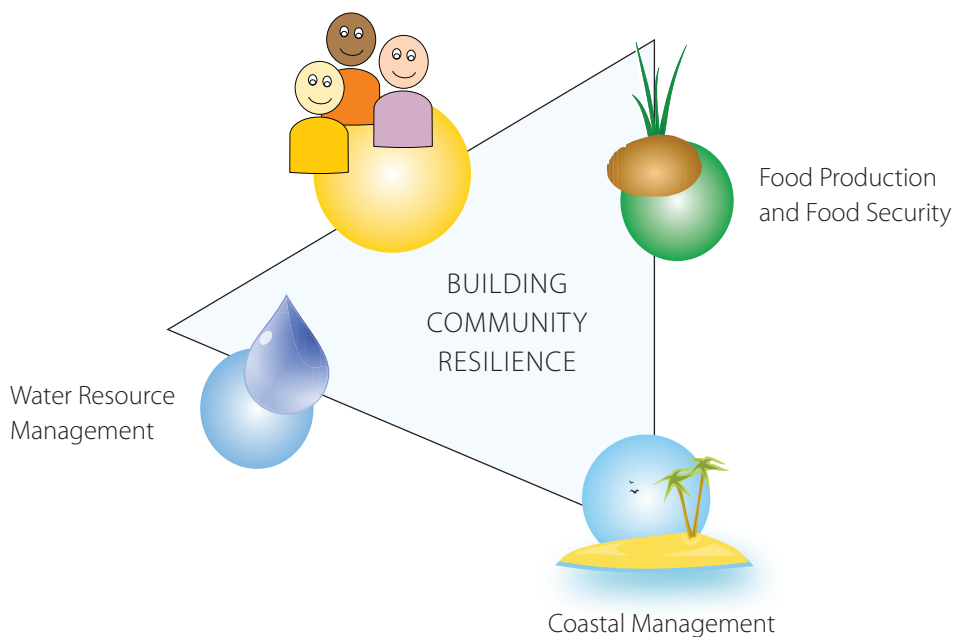 Food Production
and Food Security
BUILDING
COMMUNITY
RESILIENCE
Water Resource
Management
Coastal Management